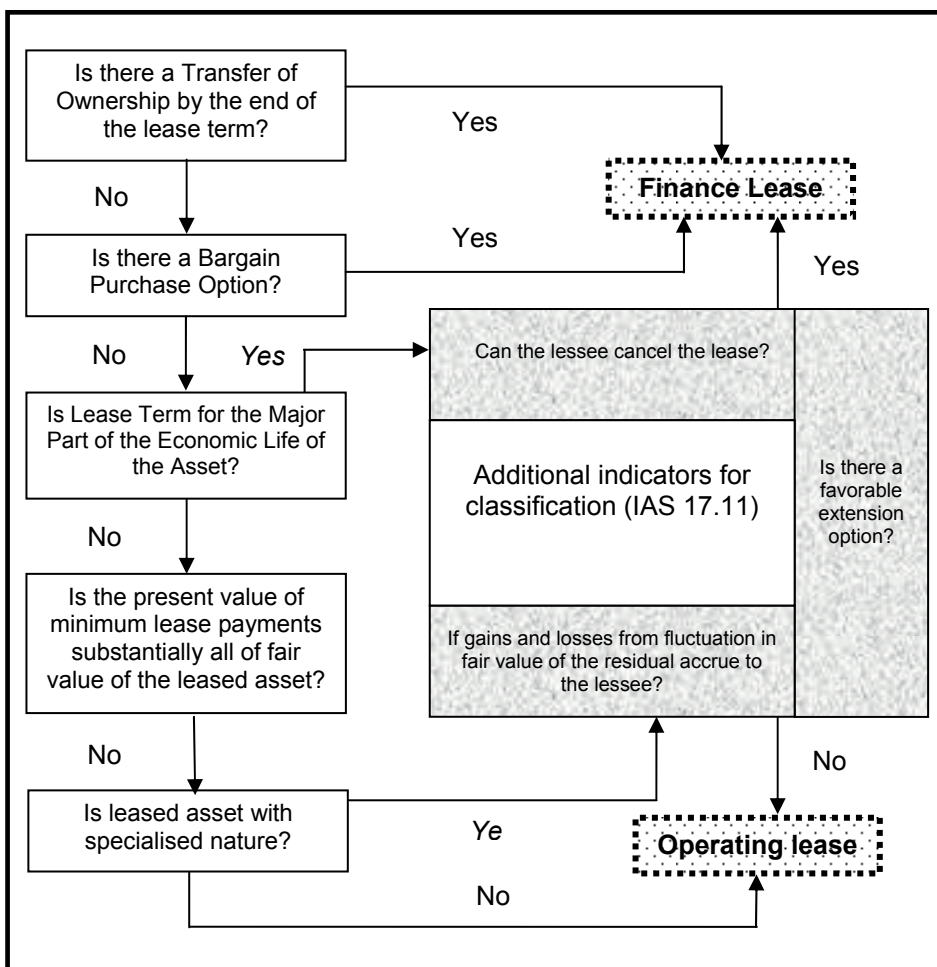 Is there a Transfer of
Ownership by the end of
the lease term?
Yes
No
Finance Lease
Yes
Is there a Bargain
Purchase Option?
Yes
No
Yes
Can the lessee cancel the lease?
Is Lease Term for the Major
Part of the Economic Life of
the Asset?
Additional indicators for
classification (IAS 17.11)
Is there a
favorable
extension
option?
No
Is the present value of
minimum lease payments
substantially all of fair
value of the leased asset?
If gains and losses from fluctuation in
fair value of the residual accrue to
the lessee?
No
No
Is leased asset with
specialised nature?
Ye
Operating lease
No